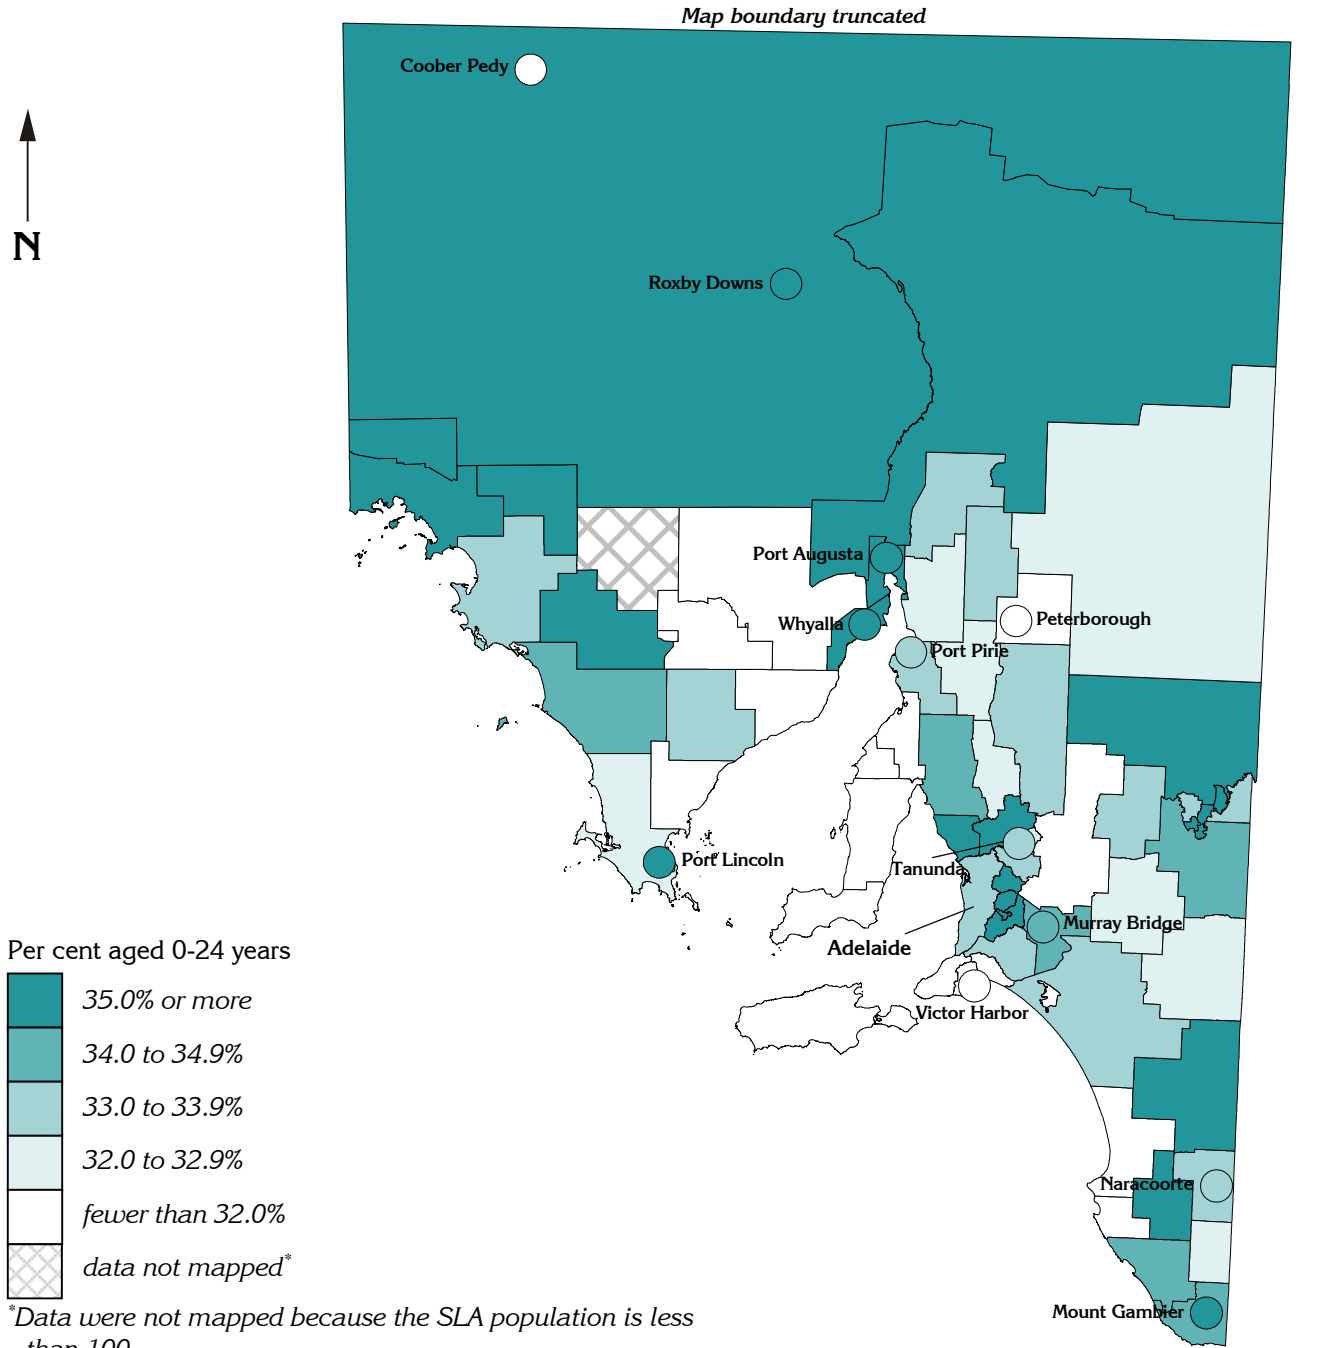 Map boundary truncated
Coober Pedy
N
Roxby Downs
Port Augusta
Whyalla
Peterborough
Port Pirie
Port Lincoln
Tanunda
Murray Bridge
Adelaide
Victor Harbor
Naracoorte
Mount Gambier
Per cent aged 0-24 years
35.0% or more
34.0 to 34.9%
33.0 to 33.9%
32.0 to 32.9%
fewer than 32.0%
data not mapped*
*Data were not mapped because the SLA population is less
than 100